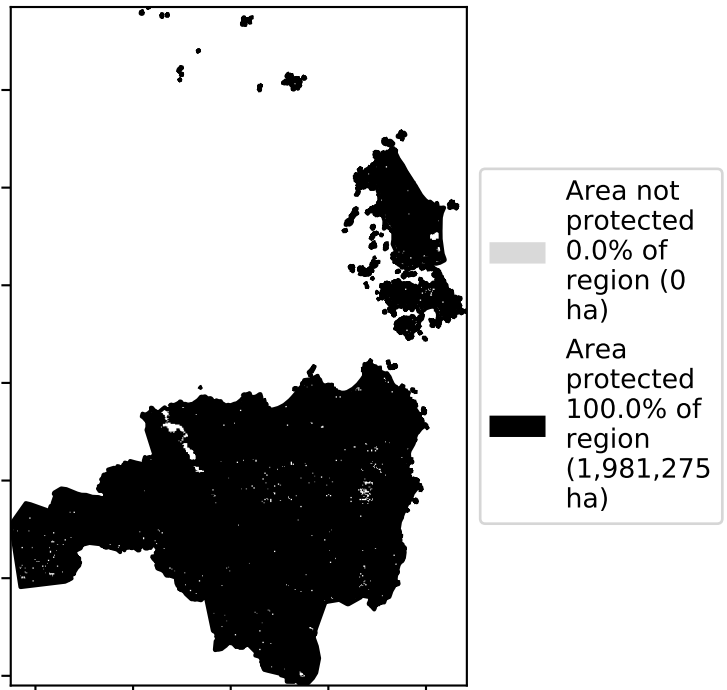 Area not
protected
0.0% of
region (0
ha)
Area
protected
100.0% of
region
(1,981,275
ha)